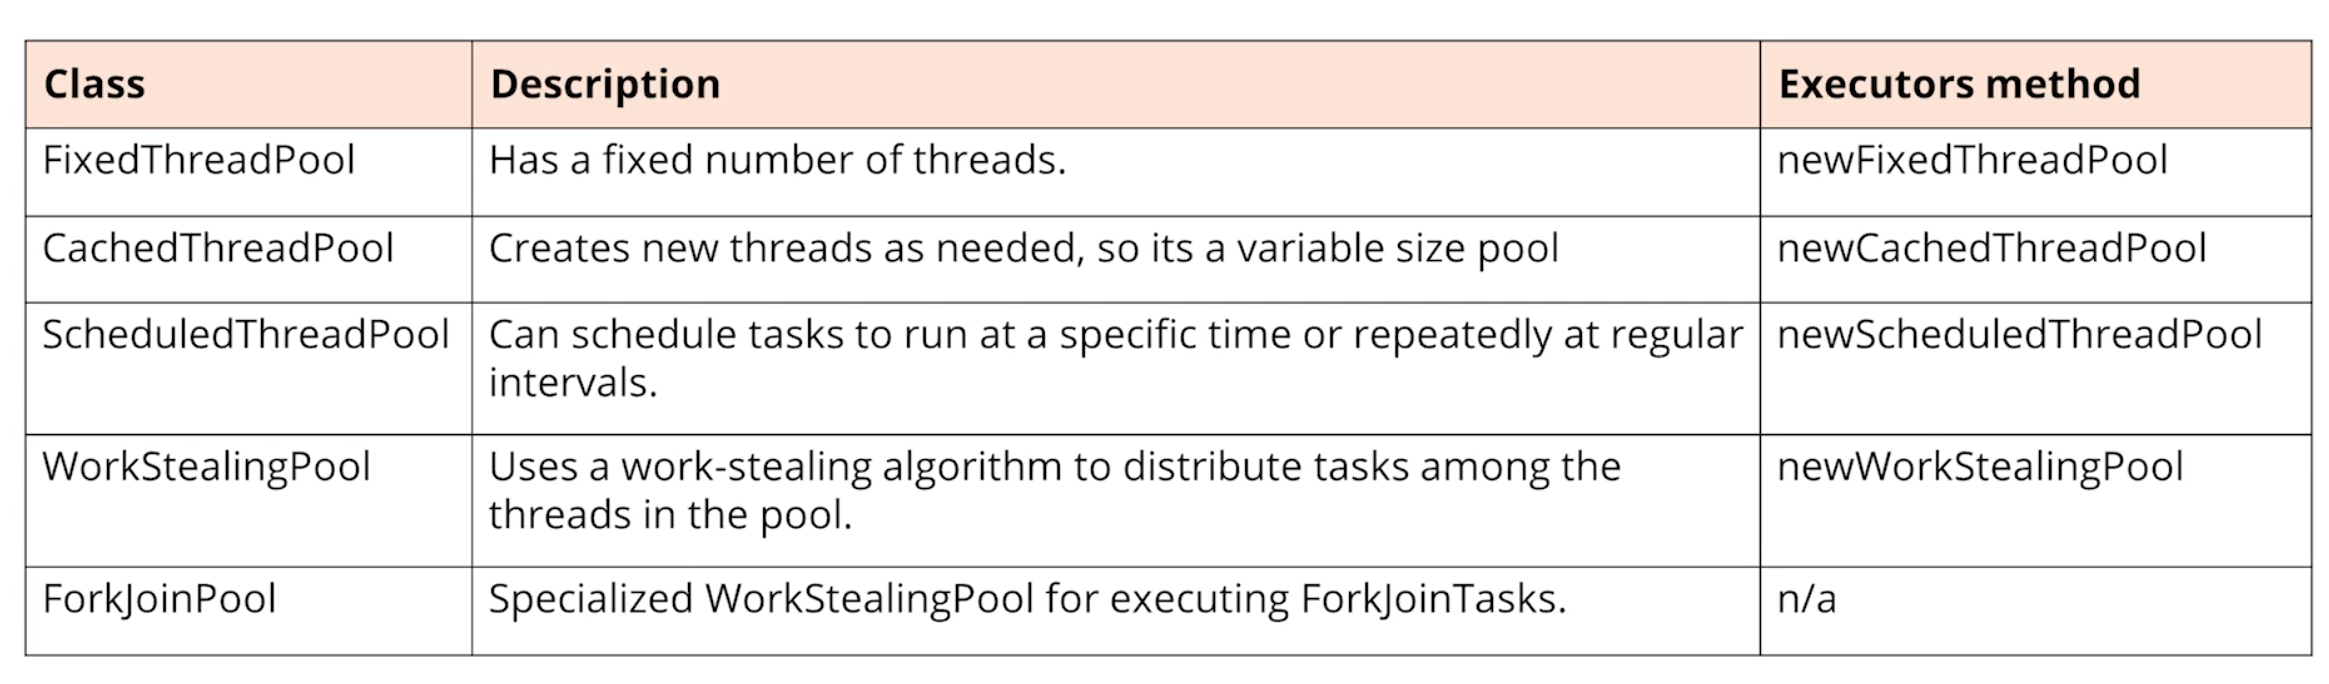 Class Description Executors method
FixedThreadPool Has a fixed number of threads. newFixedThreadPool
CachedThreadPool Creates new threads as needed, so its a variable size pool newCachedThreadPool
ScheduledThreadPool Can schedule tasks to run at a specific time or repeatedly at regular newScheduledThreadPool
intervals.
WorkStealingPool Uses a work-stealing algorithm to distribute tasks among the newWorkStealingPool
threads in the pool.
ForkJoinPool Specialized WorkStealingPool for executing ForkJoinTasks. n/a